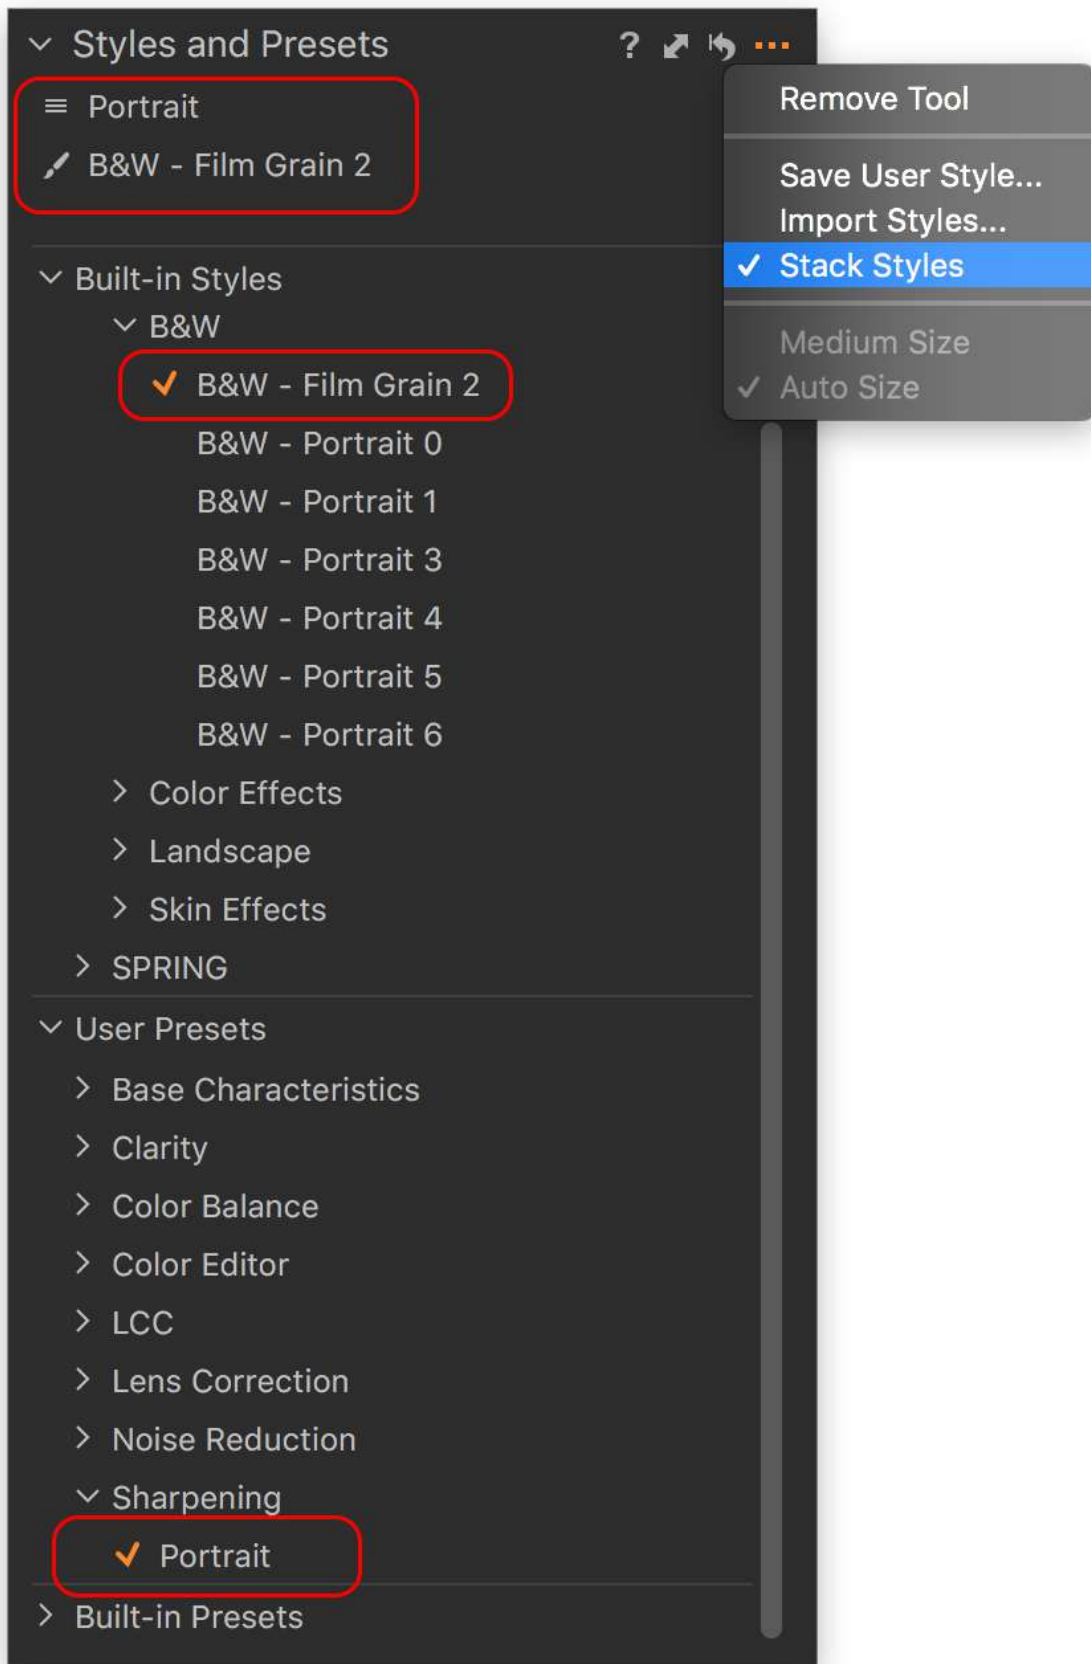 Styles and Presets ? ...
Portrait
B&W - Film Grain 2
Remove Tool
Save User Style...
Import Styles...
Stack Styles
Medium Size
Auto Size
Built-in Styles
B&W
B&W - Film Grain 2
B&W - Portrait 0
B&W - Portrait 1
B&W - Portrait 3
B&W - Portrait 4
B&W - Portrait 5
B&W - Portrait 6
Color Effects
Landscape
Skin Effects
SPRING
User Presets
Base Characteristics
Clarity
Color Balance
Color Editor
LCC
Lens Correction
Noise Reduction
Sharpening
Portrait
Built-in Presets